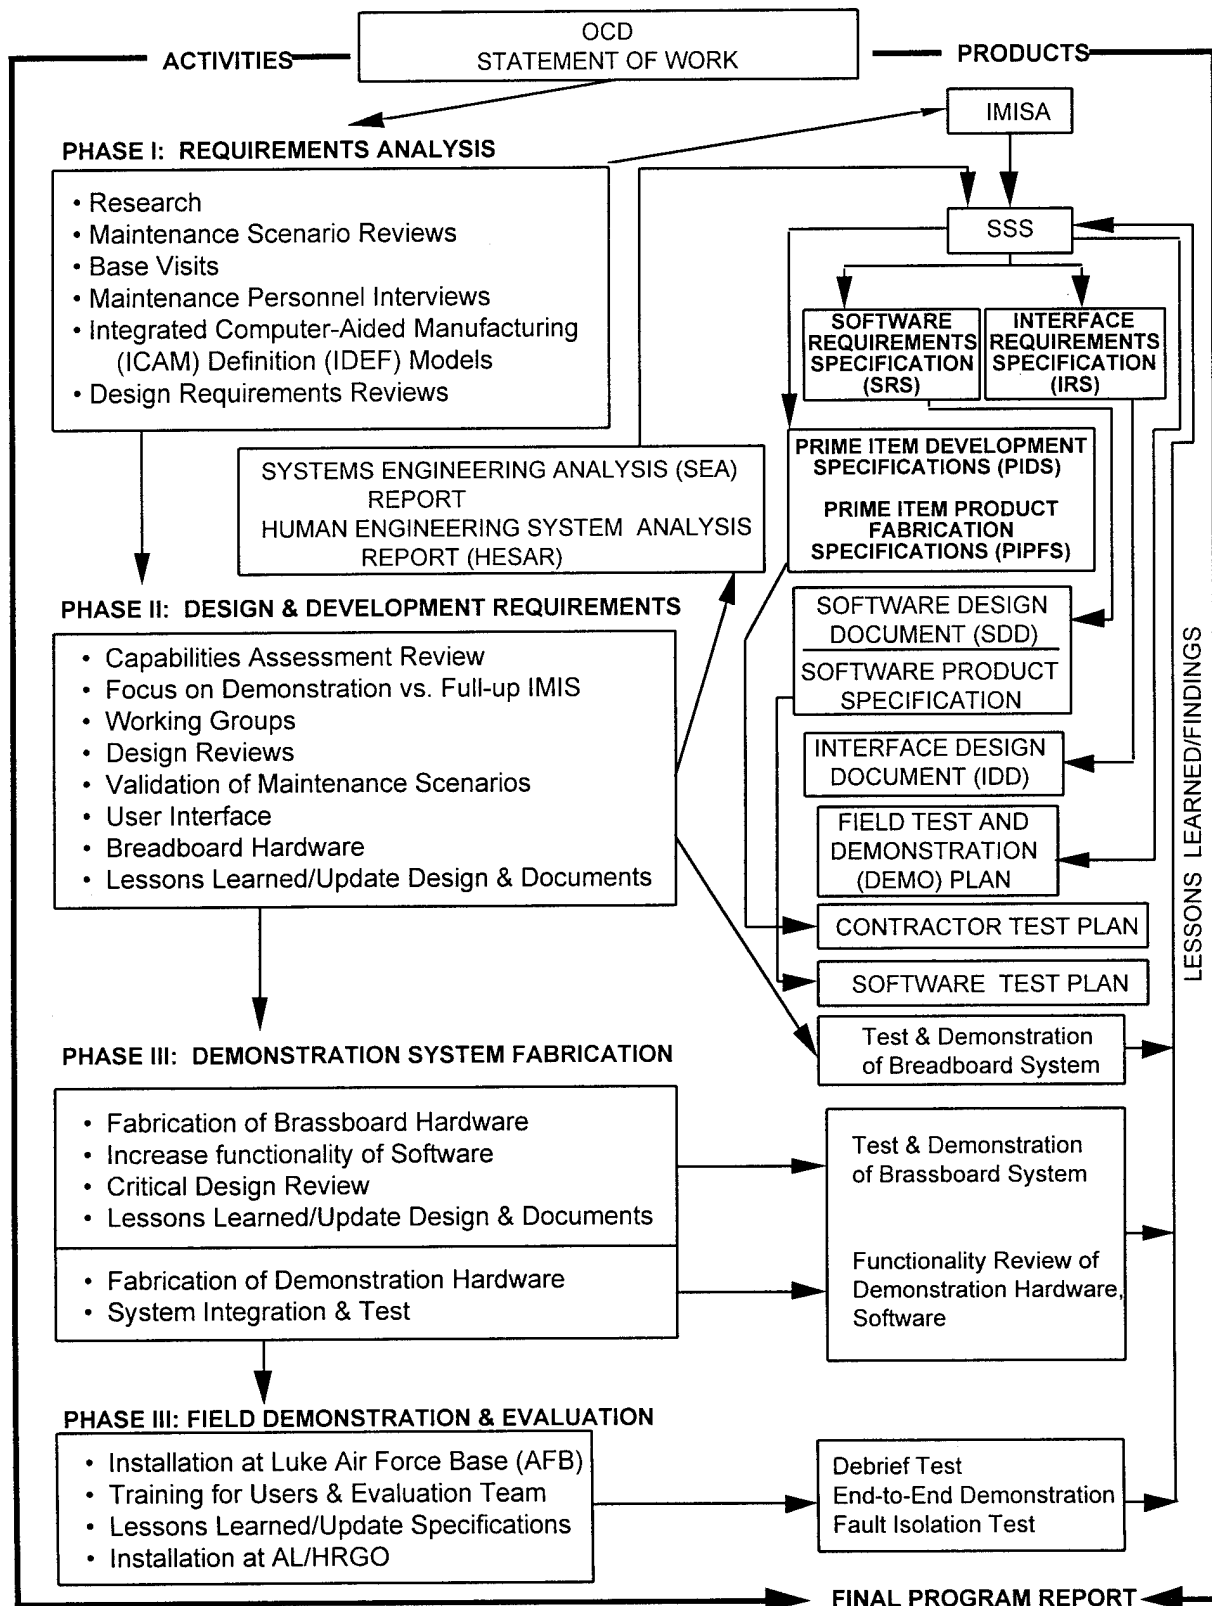 OCD
STATEMENT OF WORK
ACTIVITIES
PRODUCTS
IMISA
PHASE I: REQUIREMENTS ANALYSIS
• Research
• Maintenance Scenario Reviews
• Base Visits
• Maintenance Personnel Interviews
• Integrated Computer-Aided Manufacturing
(ICAM) Definition (IDEF) Models
• Design Requirements Reviews
SSS
SOFTWARE
REQUIREMENTS
SPECIFICATION
(SRS)
INTERFACE
REQUIREMENTS
SPECIFICATION
(IRS)
SYSTEMS ENGINEERING ANALYSIS (SEA)
REPORT
HUMAN ENGINEERING SYSTEM ANALYSIS
REPORT (HESAR)
PRIME ITEM DEVELOPMENT
SPECIFICATIONS (PIDS)
PRIME ITEM PRODUCT
FABRICATION
SPECIFICATIONS (PIPFS)
PHASE II: DESIGN & DEVELOPMENT REQUIREMENTS
• Capabilities Assessment Review
• Focus on Demonstration vs. Full-up IMIS
• Working Groups
• Design Reviews
• Validation of Maintenance Scenarios
• User Interface
• Breadboard Hardware
• Lessons Learned/Update Design & Documents
SOFTWARE DESIGN
DOCUMENT (SDD)
SOFTWARE PRODUCT
SPECIFICATION
INTERFACE DESIGN
DOCUMENT (IDD)
FIELD TEST AND
DEMONSTRATION
(DEMO) PLAN
CONTRACTOR TEST PLAN
SOFTWARE TEST PLAN
Test & Demonstration
of Breadboard System
LESSONS LEARNED/FINDINGS
PHASE III: DEMONSTRATION SYSTEM FABRICATION
• Fabrication of Brassboard Hardware
• Increase functionality of Software
• Critical Design Review
• Lessons Learned/Update Design & Documents
• Fabrication of Demonstration Hardware
• System Integration & Test
Test & Demonstration
of Brassboard System
Functionality Review of
Demonstration Hardware,
Software
PHASE III: FIELD DEMONSTRATION & EVALUATION
• Installation at Luke Air Force Base (AFB)
• Training for Users & Evaluation Team
• Lessons Learned/Update Specifications
• Installation at AL/HRGO
Debrief Test
End-to-End Demonstration
Fault Isolation Test
FINAL PROGRAM REPORT